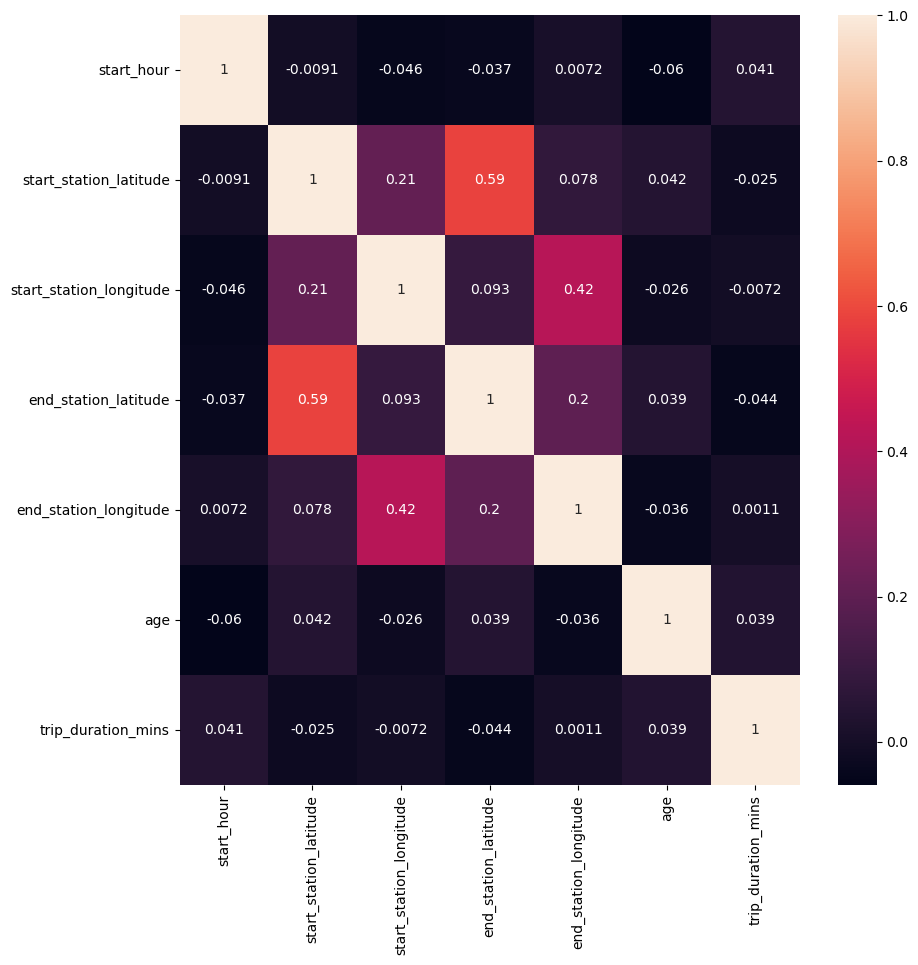 start_hour 1 -0.0091 -0.046 -0.037 0.0072 -0.06 0.041
start_station_latitude -0.0091 1 0.21 0.59 0.078 0.042 -0.025
start_station_longitude -0.046 0.21 1 0.093 0.42 -0.026 -0.0072
end_station_latitude -0.037 0.59 0.093 1 0.2 0.039 -0.044
end_station_longitude 0.0072 0.078 0.42 0.2 1 -0.036 0.0011
age -0.06 0.042 -0.026 0.039 -0.036 1 0.039
trip_duration_mins 0.041 -0.025 -0.0072 -0.044 0.0011 0.039 1
start_hour
start_station_latitude
start_station_longitude
end_station_latitude
end_station_longitude
age
trip_duration_mins
1.0
0.8
0.6
0.4
0.2
0.0